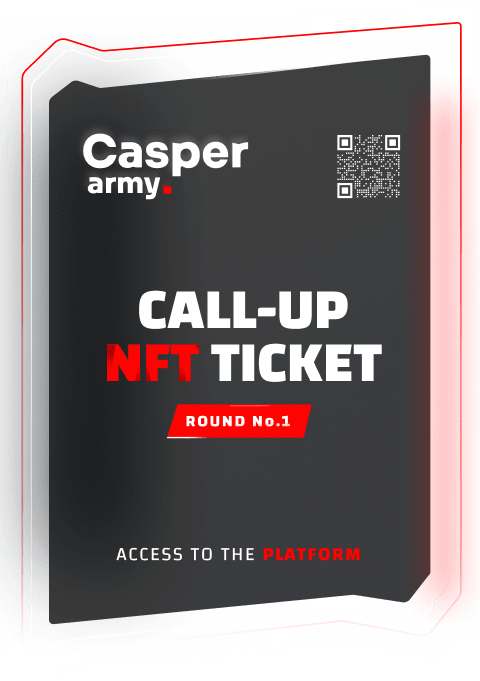 Casper
army.
CALL-UP
NFT TICKET
ROUND No.1
ACCESS TO THE PLATFORM